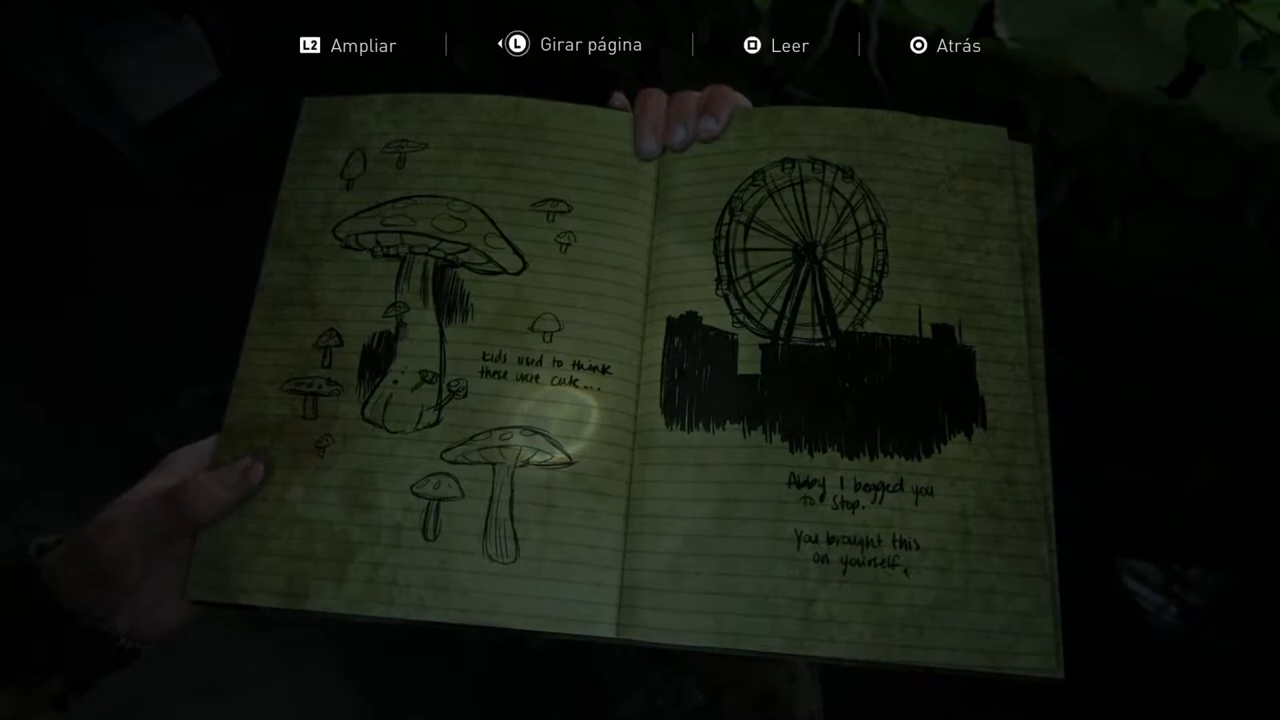 L2 Ampliar
L Girar página
Leer
Atrás
kids used to think
these were cute...
Abby I begged you
to stop.
You brought this
on yourself.